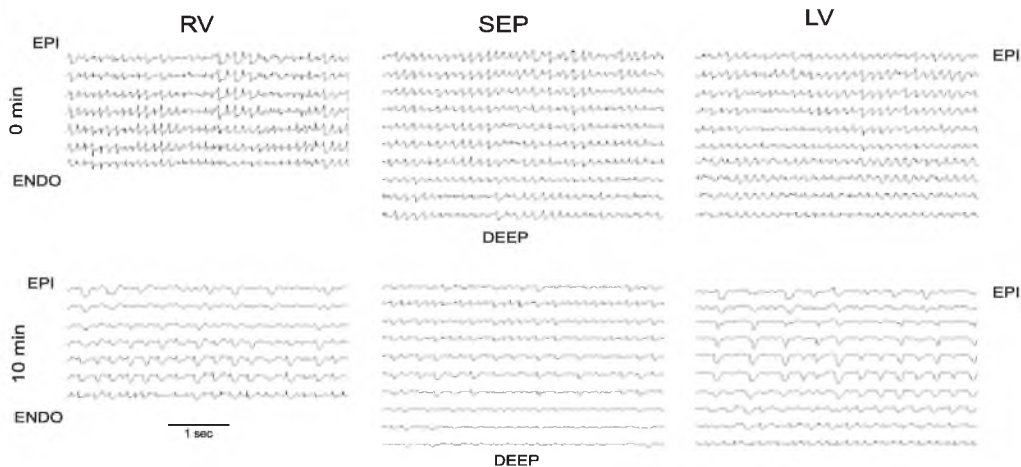 RV SEP LV
EPI EPI
0 min
ENDO
DEEP
EPI EPI
10 min
ENDO
1 sec
DEEP